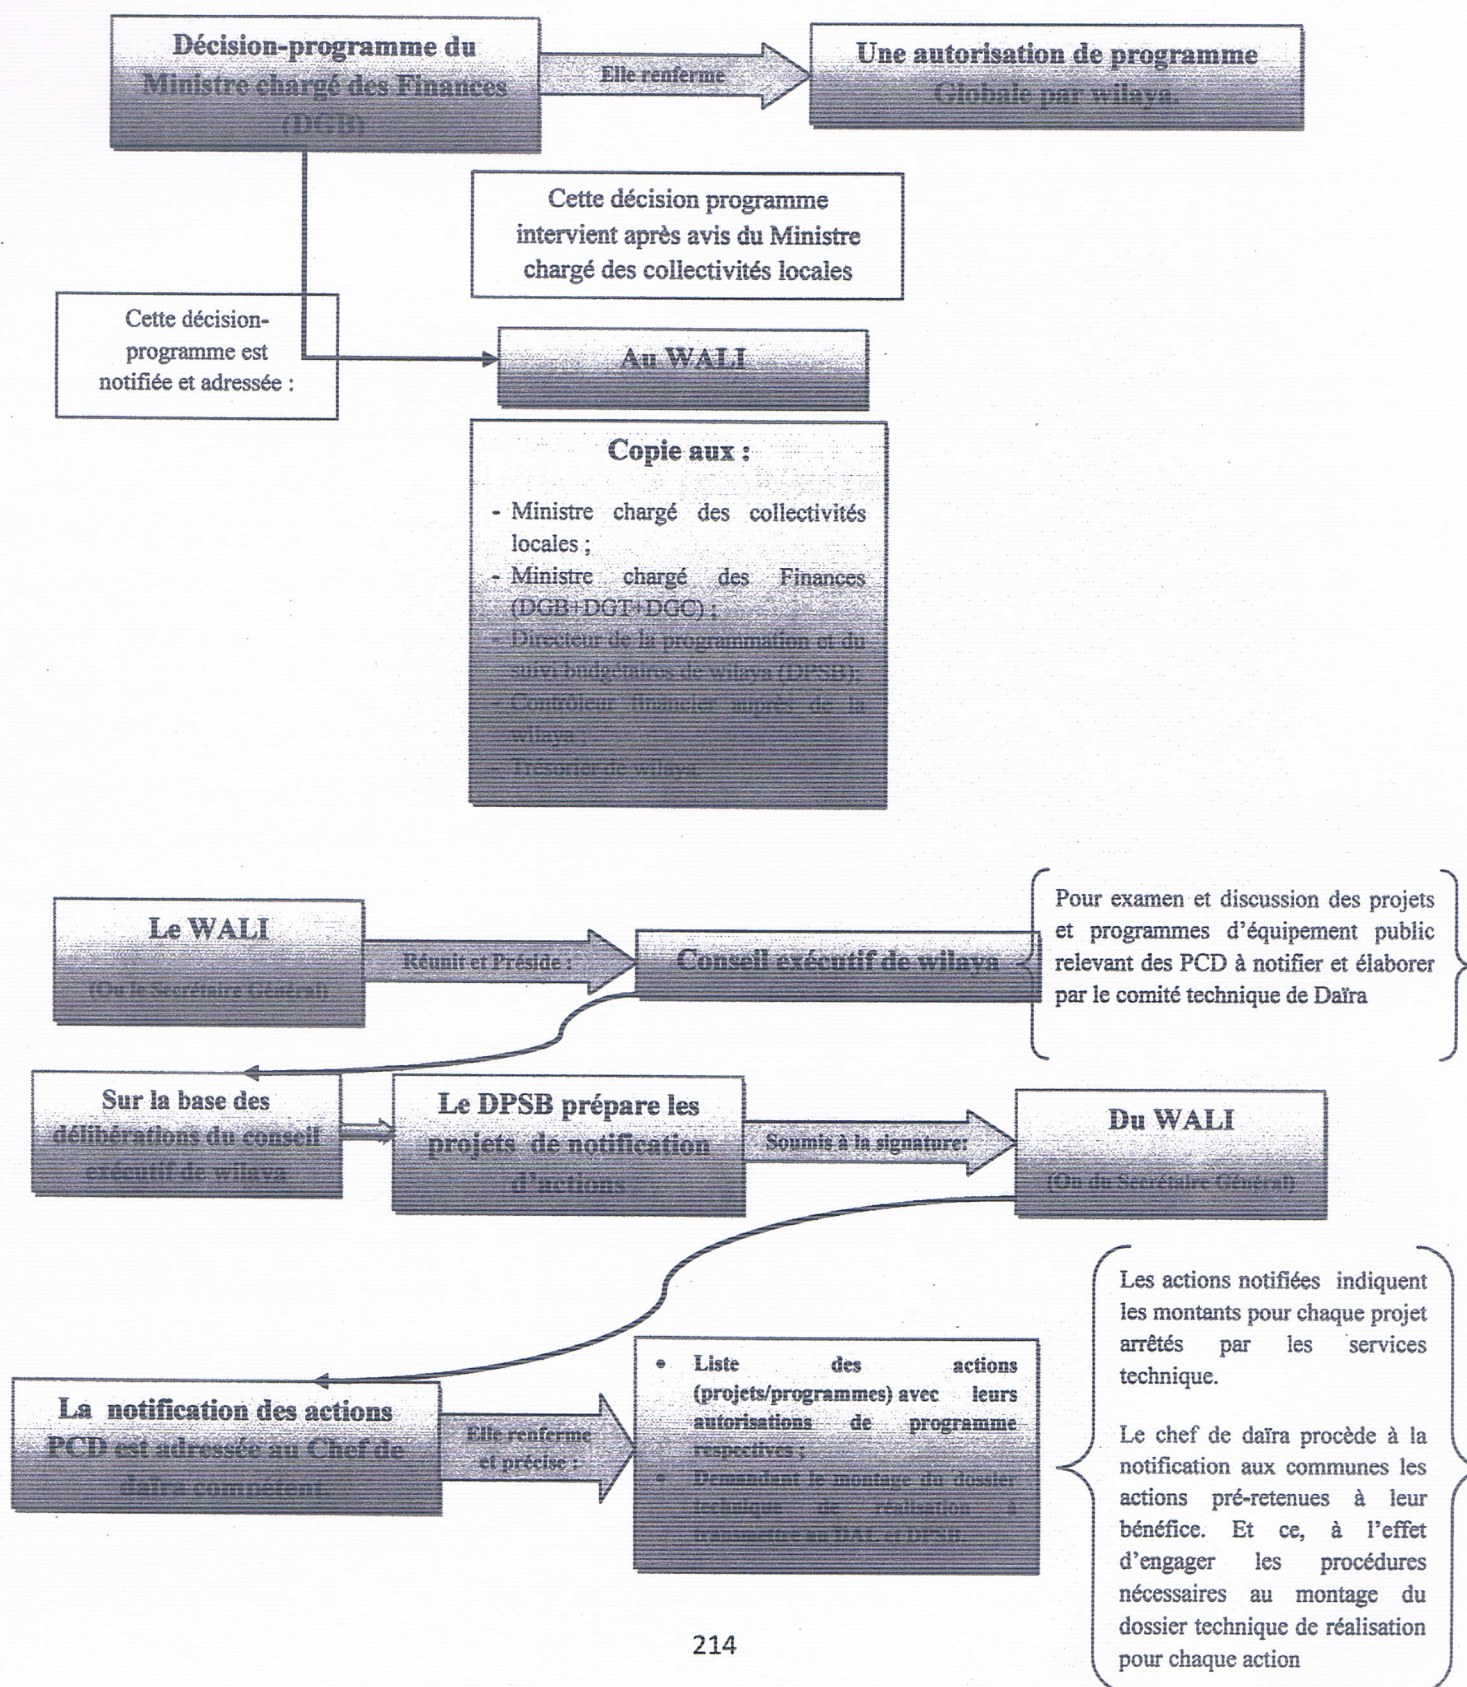 Décision-programme du
Ministre chargé des Finances
(DGB)
Elle renferme
Une autorisation de programme
Globale par wilaya.
Cette décision programme
intervient après avis du Ministre
chargé des collectivités locales
Cette décision-
programme est
notifiée et adressée :
Au WALI
Copie aux :
- Ministre chargé des collectivités
locales ;
- Ministre chargé des Finances
(DGB+DGT+DGC) ;
- Directeur de la programmation et du
suivi budgétaires de wilaya (DPSB);
- Contrôleur financier auprès de la
wilaya ;
- Trésorier de wilaya.
Le WALI
(Ou le Secrétaire Général)
Réunit et Préside :
Conseil exécutif de wilaya
Pour examen et discussion des projets
et programmes d'équipement public
relevant des PCD à notifier et élaborer
par le comité technique de Daïra
Sur la base des
délibérations du conseil
exécutif de wilaya
Le DPSB prépare les
projets de notification
d'actions
Soumis à la signature:
Du WALI
(Ou du Secrétaire Général)
La notification des actions
PCD est adressée au Chef de
daïra compétent.
Elle renferme
et précise :
• Liste des actions
(projets/programmes) avec leurs
autorisations de programme
respectives ;
• Demandant le montage du dossier
technique de réalisation à
transmettre au DAL et DPSB.
Les actions notifiées indiquent
les montants pour chaque projet
arrêtés par les services
technique.
Le chef de daïra procède à la
notification aux communes les
actions pré-retenues à leur
bénéfice. Et ce, à l'effet
d'engager les procédures
nécessaires au montage du
dossier technique de réalisation
pour chaque action
214